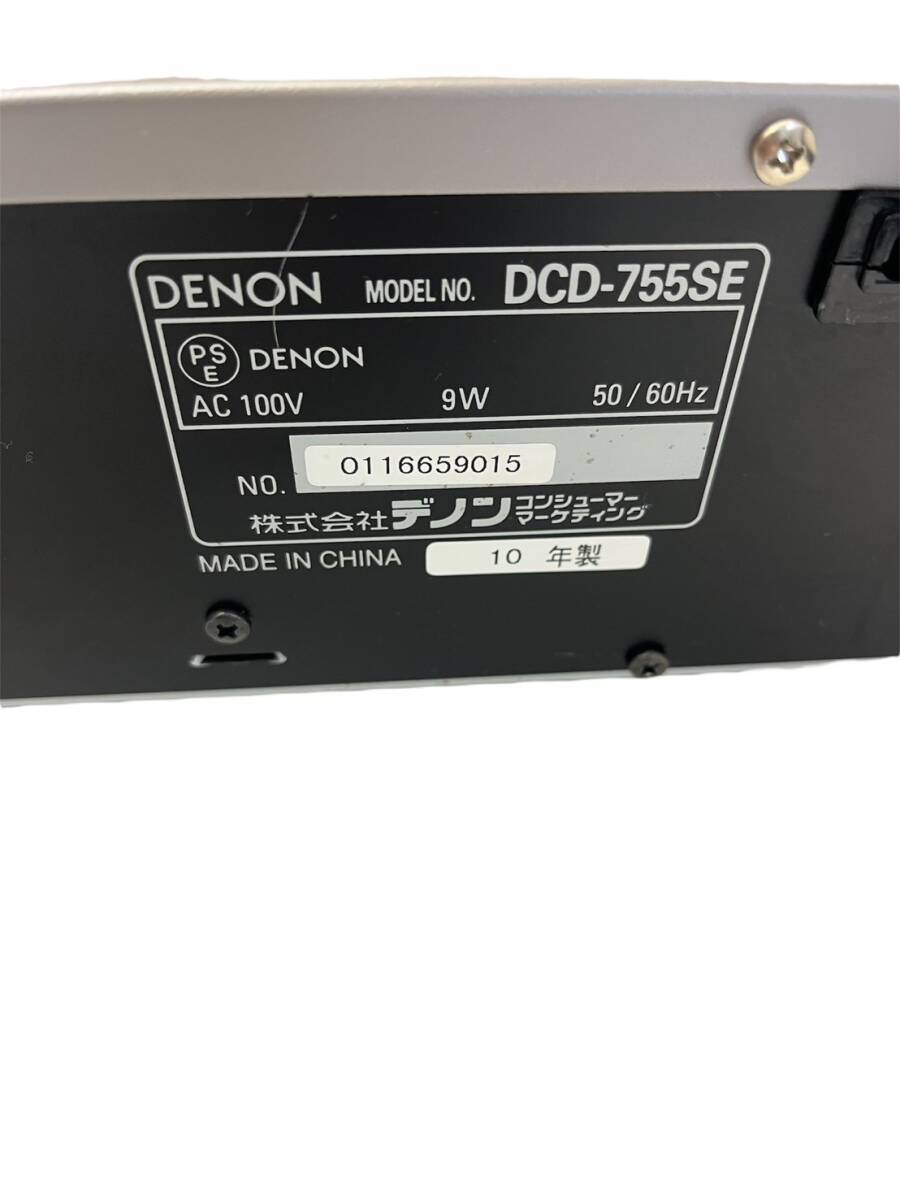 DENON MODEL NO. DCD-755SE
PSE DENON
AC 100V 9W 50/60Hz
NO. 0116659015
株式会社デノン コンシューマー
マーケティング
MADE IN CHINA 10 年製